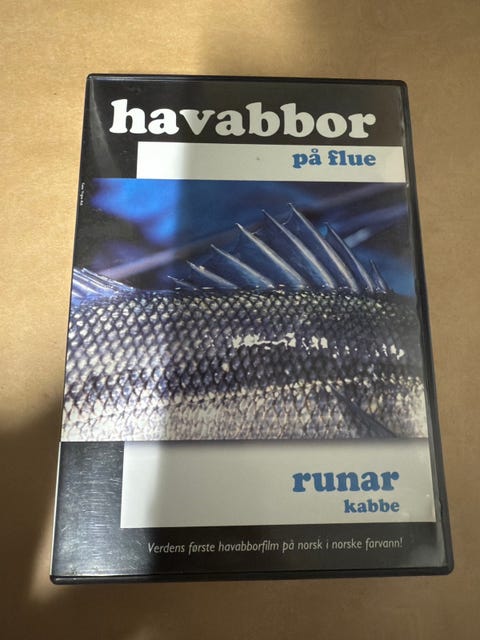 havabbor
på flue
runar
kabbe
Verdens første havabborfilm på norsk i norske farvann!